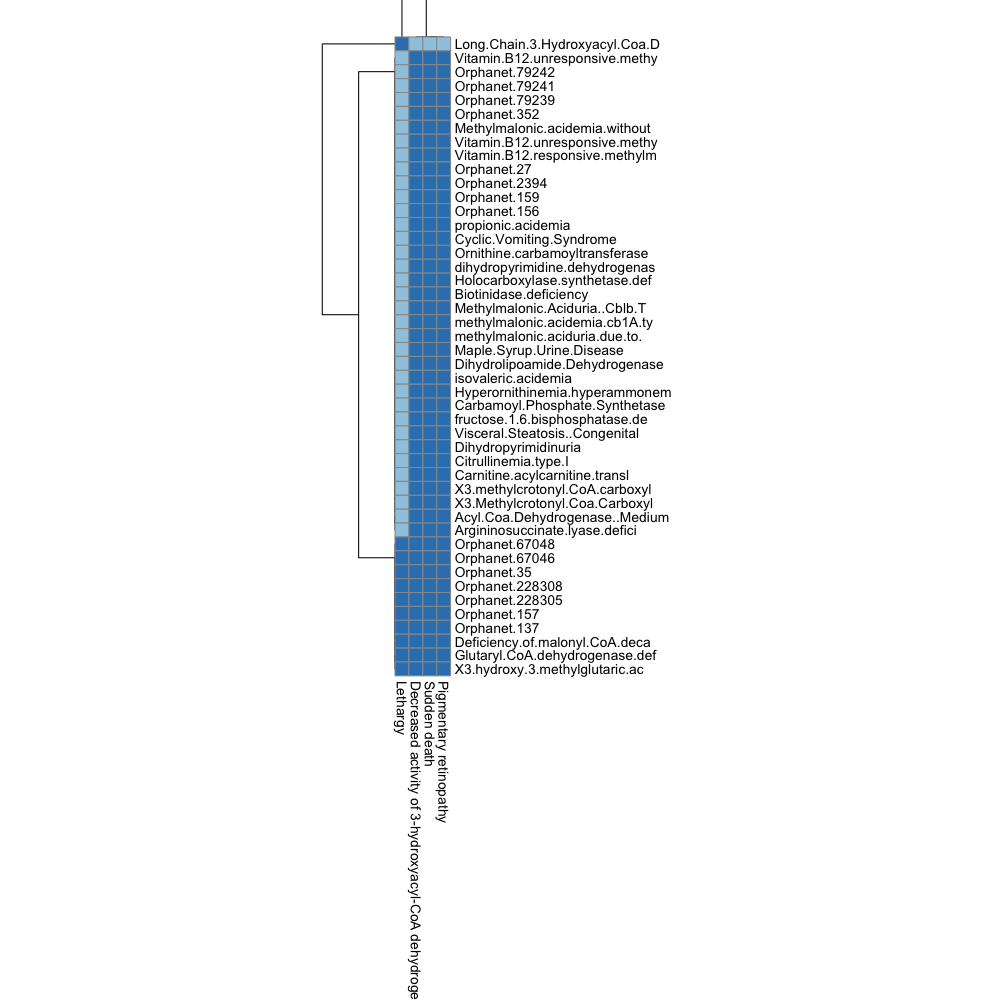 Long.Chain.3.Hydroxyacyl.Coa.D
Vitamin.B12.unresponsive.methy
Orphanet.79242
Orphanet.79241
Orphanet.79239
Orphanet.352
Methylmalonic.acidemia.without
Vitamin.B12.unresponsive.methy
Vitamin.B12.responsive.methylm
Orphanet.27
Orphanet.2394
Orphanet.159
Orphanet.156
propionic.acidemia
Cyclic.Vomiting.Syndrome
Ornithine.carbamoyltransferase
dihydropyrimidine.dehydrogenas
Holocarboxylase.synthetase.def
Biotinidase.deficiency
Methylmalonic.Aciduria..Cblb.T
methylmalonic.acidemia.cb1A.ty
methylmalonic.aciduria.due.to.
Maple.Syrup.Urine.Disease
Dihydrolipoamide.Dehydrogenase
isovaleric.acidemia
Hyperornithinemia.hyperammonem
Carbamoyl.Phosphate.Synthetase
fructose.1.6.bisphosphatase.de
Visceral.Steatosis..Congenital
Dihydropyrimidinuria
Citrullinemia.type.I
Carnitine.acylcarnitine.transl
X3.methylcrotonyl.CoA.carboxyl
X3.Methylcrotonyl.Coa.Carboxyl
Acyl.Coa.Dehydrogenase..Medium
Argininosuccinate.lyase.defici
Orphanet.67048
Orphanet.67046
Orphanet.35
Orphanet.228308
Orphanet.228305
Orphanet.157
Orphanet.137
Deficiency.of.malonyl.CoA.deca
Glutaryl.CoA.dehydrogenase.def
X3.hydroxy.3.methylglutaric.ac
Lethargy
Decreased activity of 3-hydroxyacyl-CoA dehydroge
Sudden death
Pigmentary retinopathy